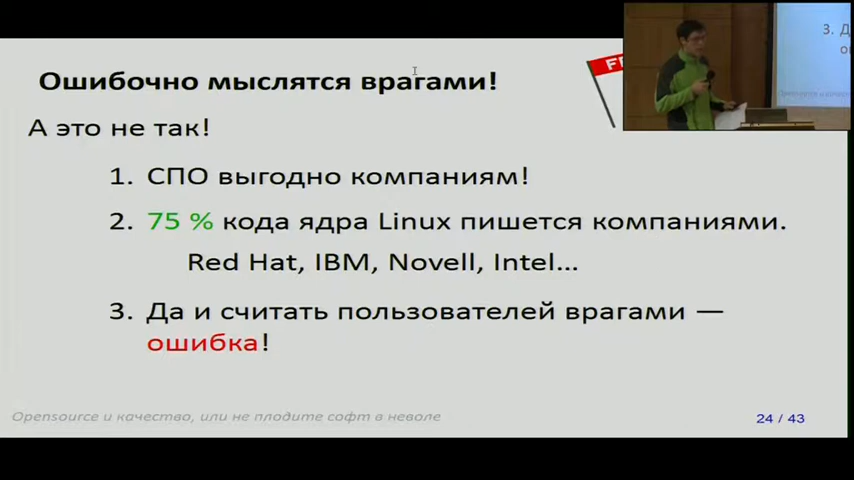 Ошибочно мыслятся врагами!
А это не так!
1. СПО выгодно компаниям!
2. 75 % кода ядра Linux пишется компаниями.
Red Hat, IBM, Novell, Intel...
3. Да и считать пользователей врагами —
ошибка!
Opensource и качество, или не плодите софт в неволе
24 / 43
3. Д